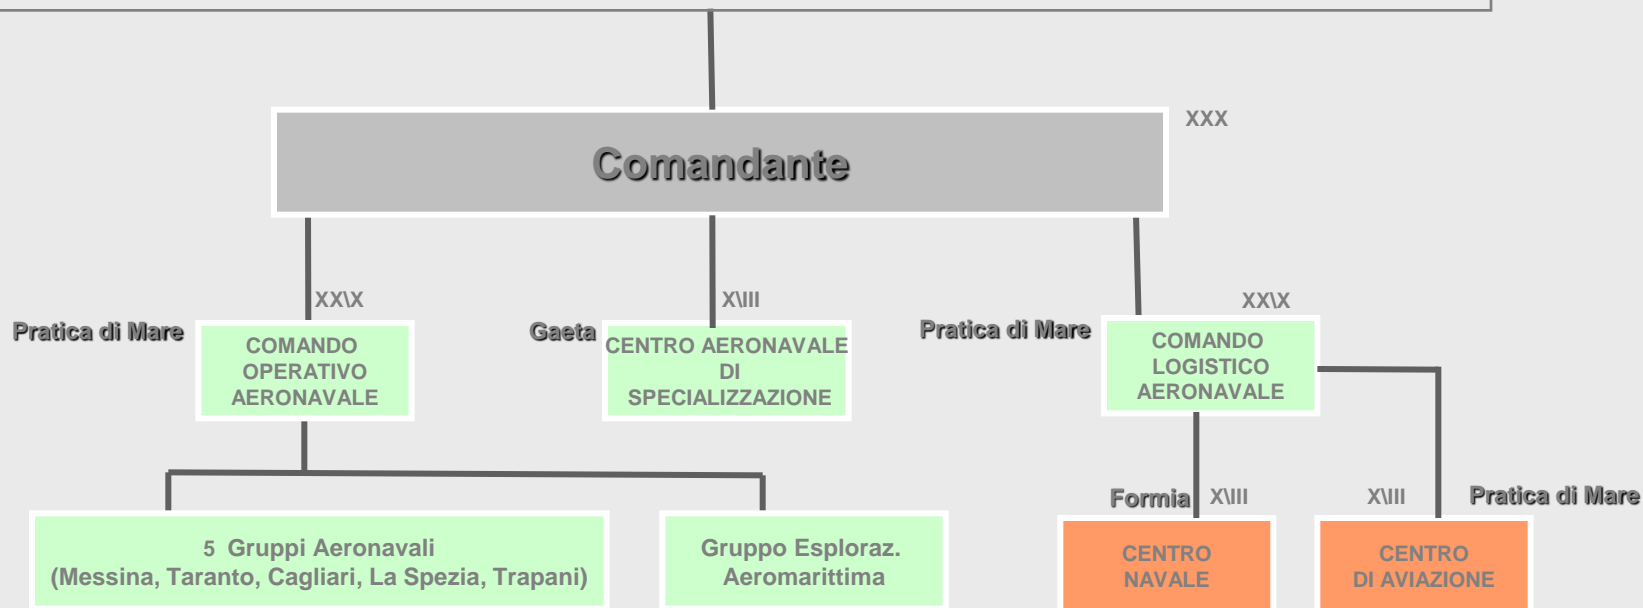 XXX
Comandante
XX\X
X\III
XX\X
Pratica di Mare
COMANDO
OPERATIVO
AERONAVALE
Gaeta
CENTRO AERONAVALE
DI
SPECIALIZZAZIONE
Pratica di Mare
COMANDO
LOGISTICO
AERONAVALE
Formia
X\III
X\III
Pratica di Mare
5 Gruppi Aeronavali
(Messina, Taranto, Cagliari, La Spezia, Trapani)
Gruppo Esploraz.
Aeromarittima
CENTRO
NAVALE
CENTRO
DI AVIAZIONE